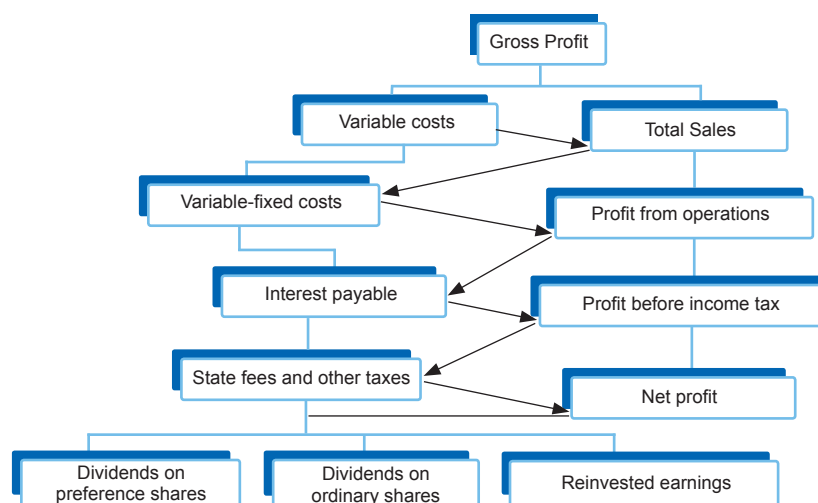 Gross Profit
Variable costs
Total Sales
Variable-fixed costs
Profit from operations
Interest payable
Profit before income tax
State fees and other taxes
Net profit
Dividends on
preference shares
Dividends on
ordinary shares
Reinvested earnings